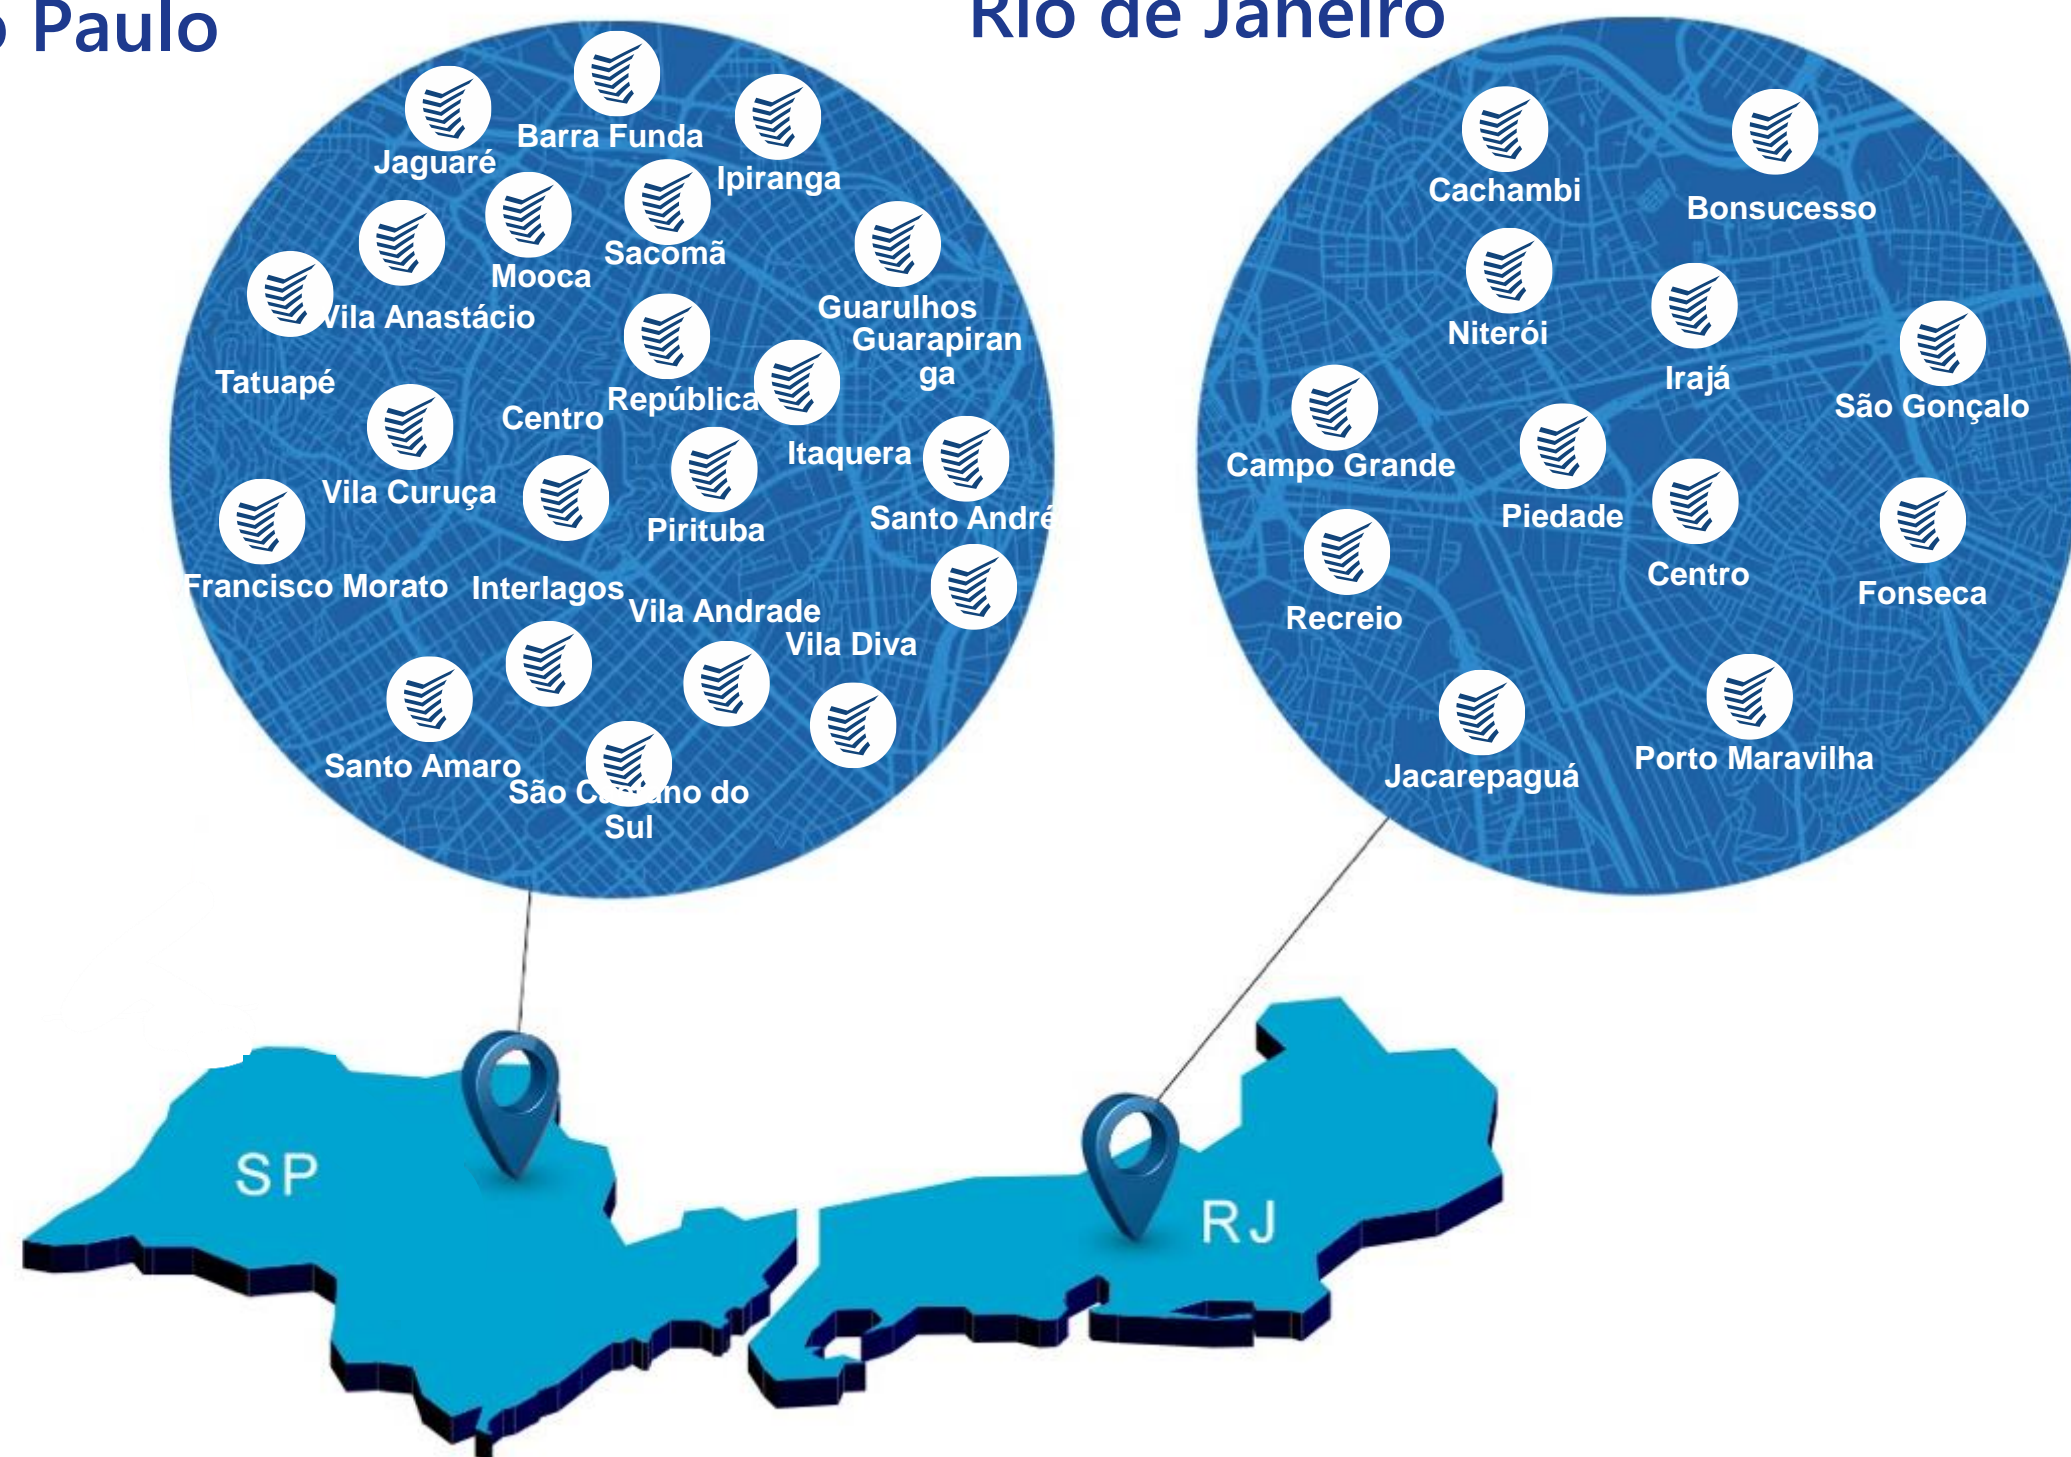 o Paulo
Rio de Janeiro
Barra Funda
Jaguaré
Ipiranga
Sacomã
Mooca
Vila Anastácio
Guarulhos
Guarapiran
ga
Tatuapé
República
Centro
Itaquera
Vila Curuça
Pirituba
Santo André
Francisco Morato
Interlagos
Vila Andrade
Vila Diva
Santo Amaro
São Caetano do
Sul
Cachambi
Bonsucesso
Niterói
Irajá
São Gonçalo
Campo Grande
Piedade
Centro
Fonseca
Recreio
Porto Maravilha
Jacarepaguá
SP
RJ